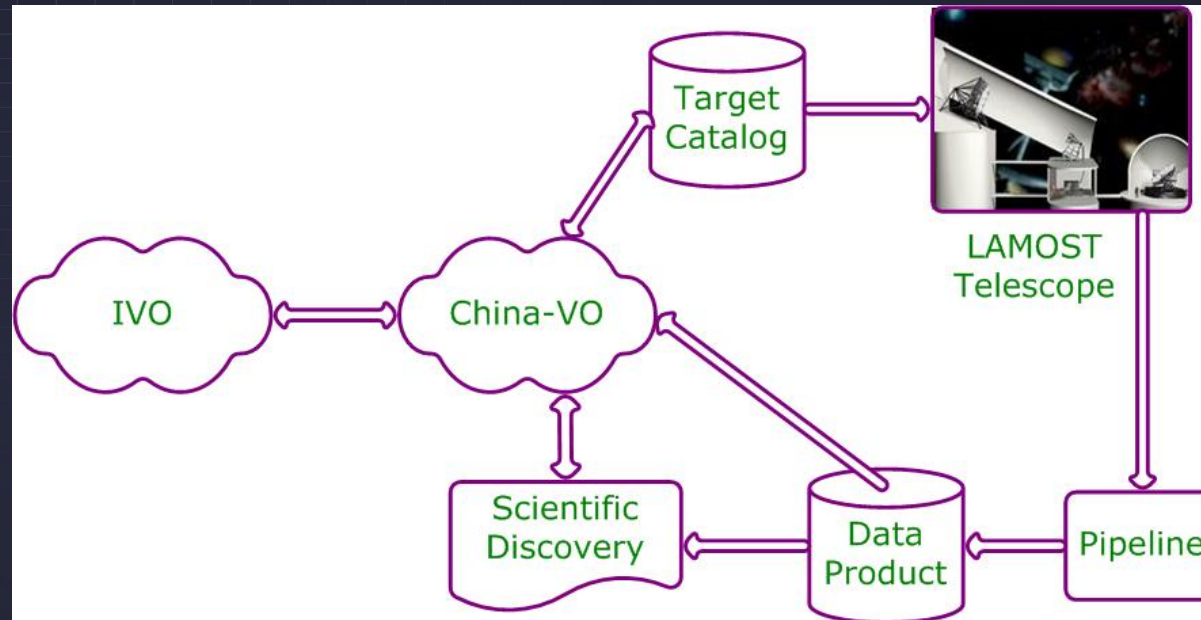 Target
Catalog
LAMOST
Telescope
IVO
China-VO
Scientific
Discovery
Data
Product
Pipeline